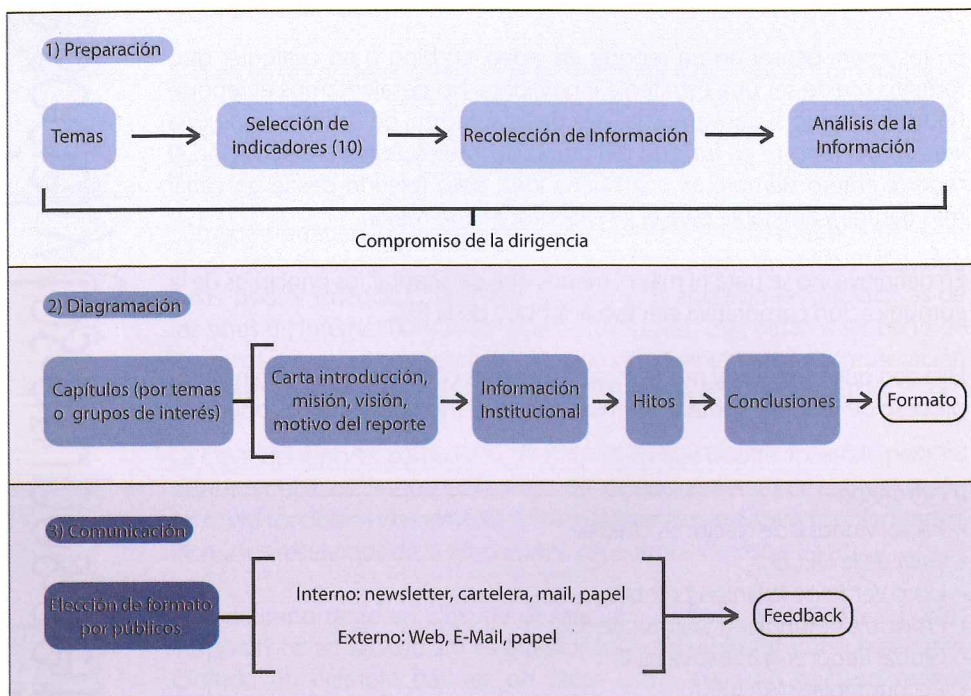 1) Preparación
Temas
Selección de
indicadores (10)
Recolección de Información
Análisis de la
Información
Compromiso de la dirigencia
2) Diagramación
Capítulos (por temas
o grupos de interés)
Carta introducción,
misión, visión,
motivo del reporte
Información
Institucional
Hitos
Conclusiones
Formato
3) Comunicación
Elección de formato
por públicos
Interno: newsletter, cartelera, mail, papel
Externo: Web, E-Mail, papel
Feedback